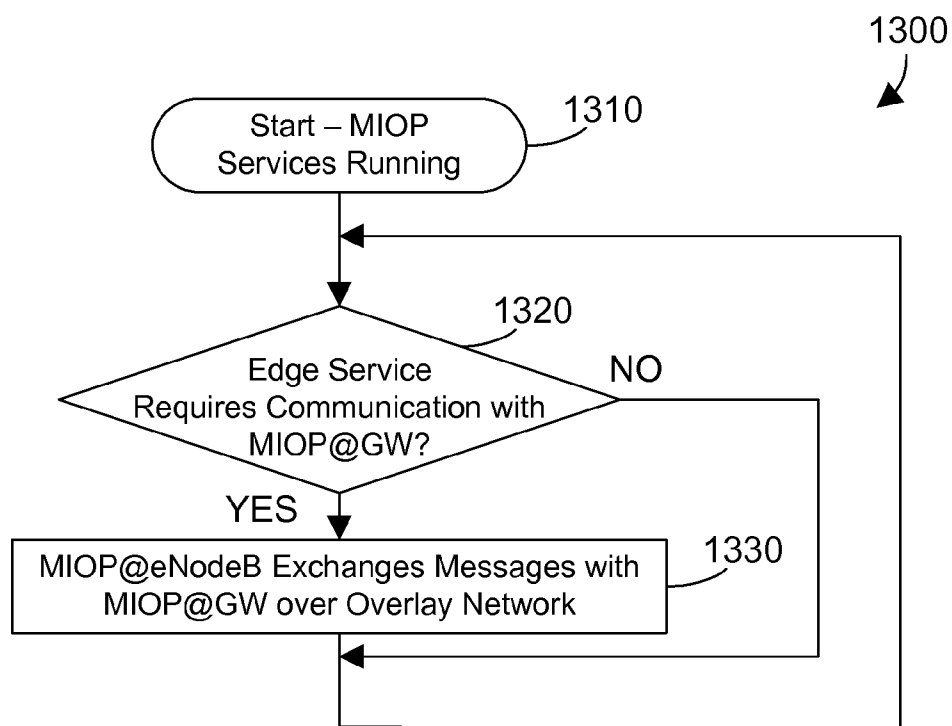 1300
Start – MIOP
Services Running
1310
1320
Edge Service
Requires Communication with
MIOP@GW?
NO
YES
MIOP@eNodeB Exchanges Messages with
MIOP@GW over Overlay Network
1330